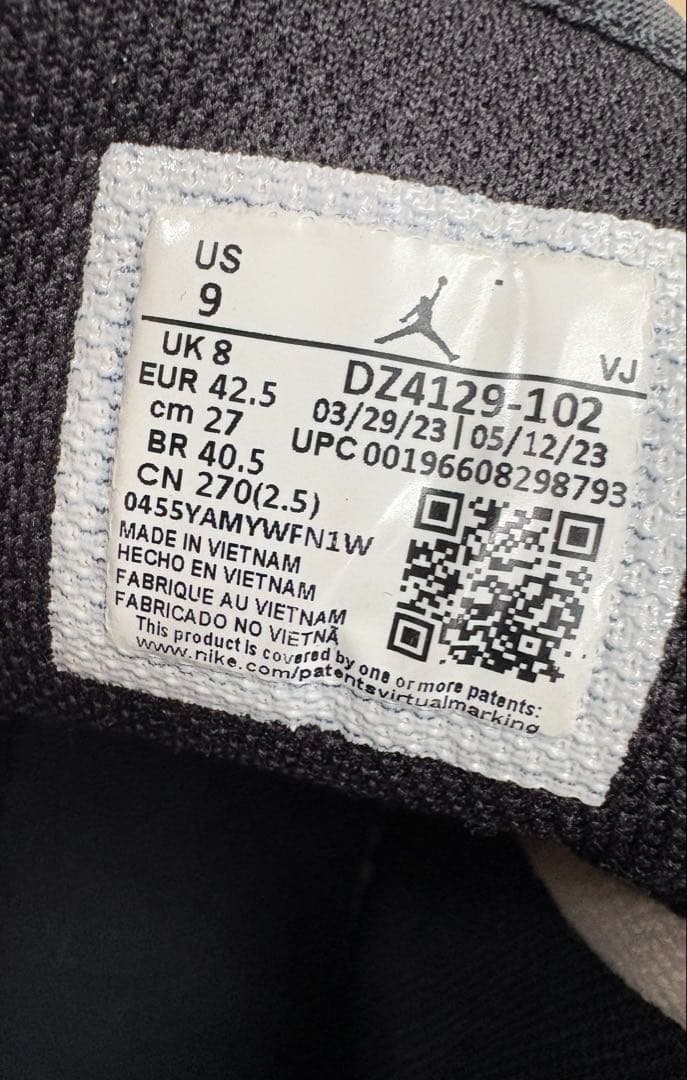 US
9
VJ
UK 8
EUR 42.5
cm 27
BR 40.5
CN 270(2.5)
DZ4129-102
03/29/23 | 05/12/23
UPC 00196608298793
0455YAMYWFN1W
MADE IN VIETNAM
HECHO EN VIETNAM
FABRIQUE AU VIETNAM
FABRICADO NO VIETNÃ
This product is covered by one or more patents:
www.nike.com/patentsvirtualmarking